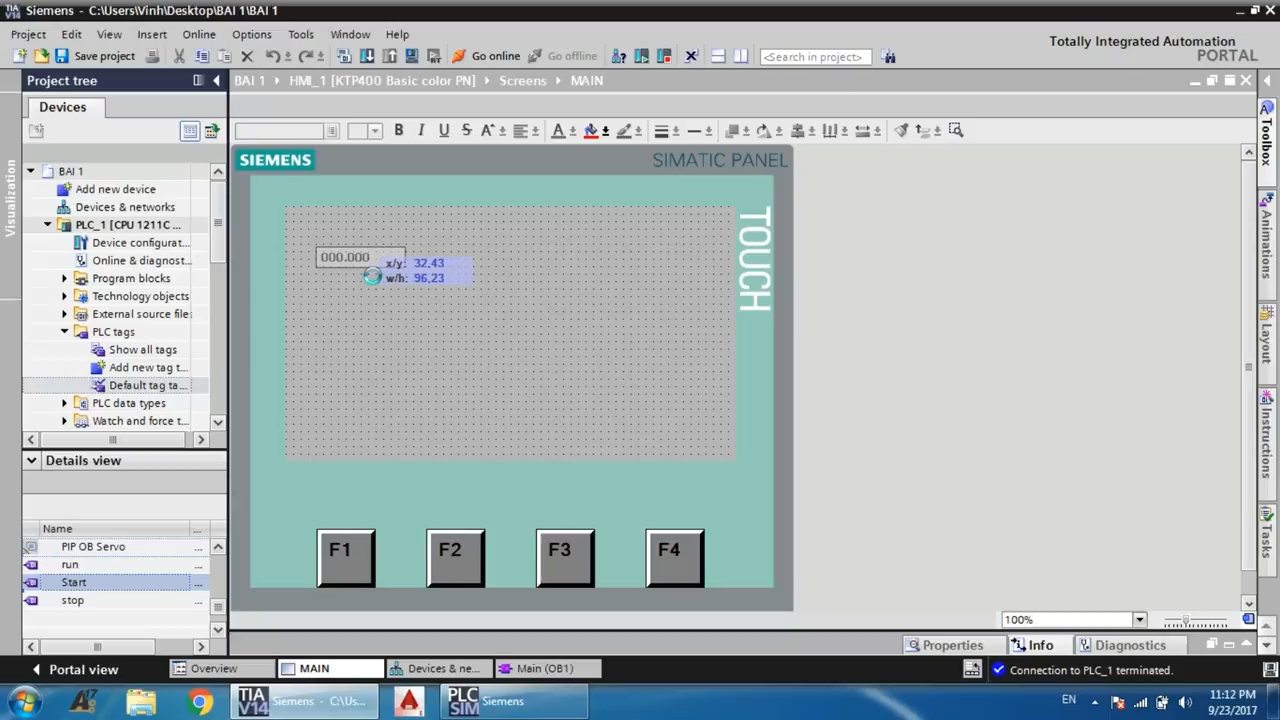 TIA
V14
Siemens - C:\Users\Vinh\Desktop\BAI 1\BAI 1
Project Edit View Insert Online Options Tools Window Help
Totally Integrated Automation
PORTAL
Save project
Go online
Go offline
<Search in project>
Project tree
BAI 1 HMI_1 [KTP400 Basic color PN] Screens MAIN
Devices
BAI 1
Add new device
Devices & networks
PLC_1 [CPU 1211C ...
Device configurat...
Online & diagnosti...
Program blocks
Technology objects
External source file:
PLC tags
Show all tags
Add new tag t...
Default tag ta...
PLC data types
Watch and force t...
Visualization
Details view
Name
...
PIP OB Servo
...
run
...
Start
...
stop
...
B I U S A
A
SIEMENS
SIMATIC PANEL
TOUCH
000.000
x/y: 32,43
w/h: 96,23
F1 F2 F3 F4
100%
Toolbox
Animations
Layout
Instructions
Tasks
Properties
Info
Diagnostics
Portal view
Overview
MAIN
Devices & ne...
Main (OB1)
Connection to PLC_1 terminated.
TIA
V14
Siemens - C:\Us...
PLC
SIM
Siemens
EN
11:12 PM
9/23/2017